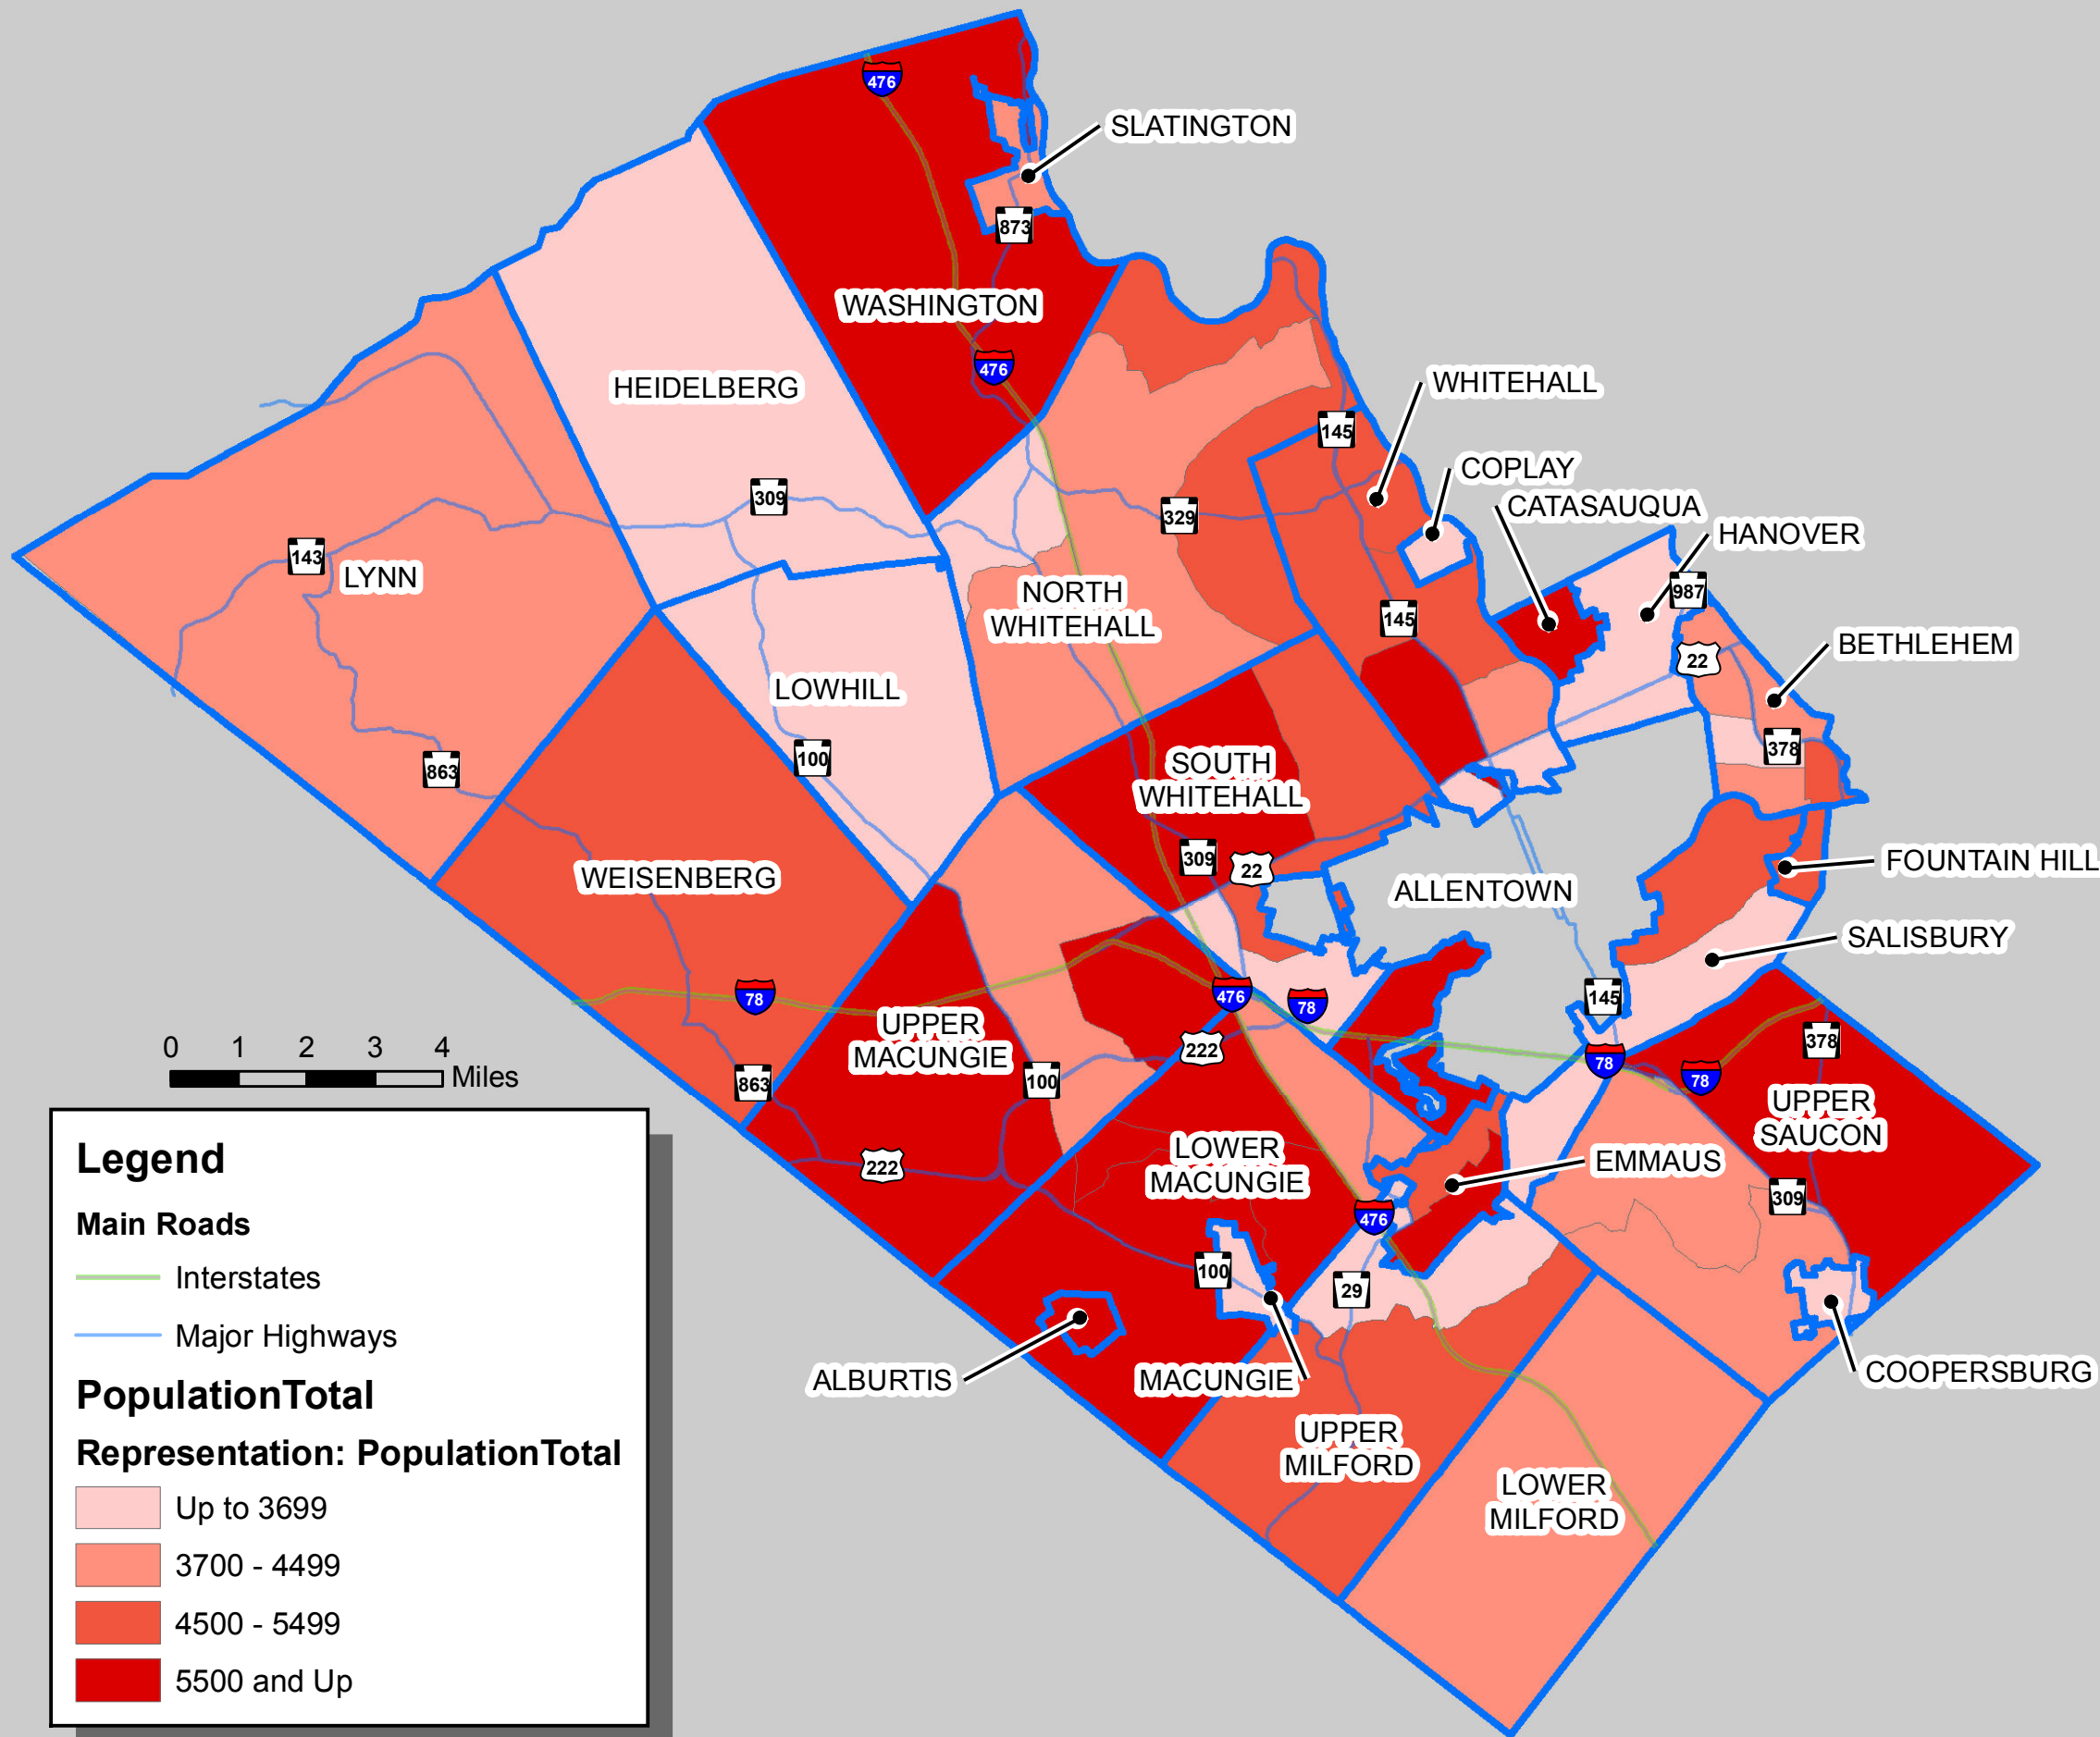 476
SLATINGTON
873
WASHINGTON
476
HEIDELBERG
WHITEHALL
145
COPLAY
CATASAUQUA
309
329
HANOVER
143
LYNN
987
NORTH
WHITEHALL
145
BETHLEHEM
22
LOWHILL
378
100
863
SOUTH
WHITEHALL
309
22
FOUNTAIN HILL
WEISENBERG
ALLENTOWN
SALISBURY
78
476
78
145
UPPER
MACUNGIE
222
378
0 1 2 3 4
Miles
863
100
78
78
UPPER
SAUCON
222
LOWER
MACUNGIE
EMMAUS
309
476
100
29
ALBURTIS
MACUNGIE
COOPERSBURG
UPPER
MILFORD
LOWER
MILFORD
Legend
Main Roads
Interstates
Major Highways
PopulationTotal
Representation: PopulationTotal
Up to 3699
3700 - 4499
4500 - 5499
5500 and Up